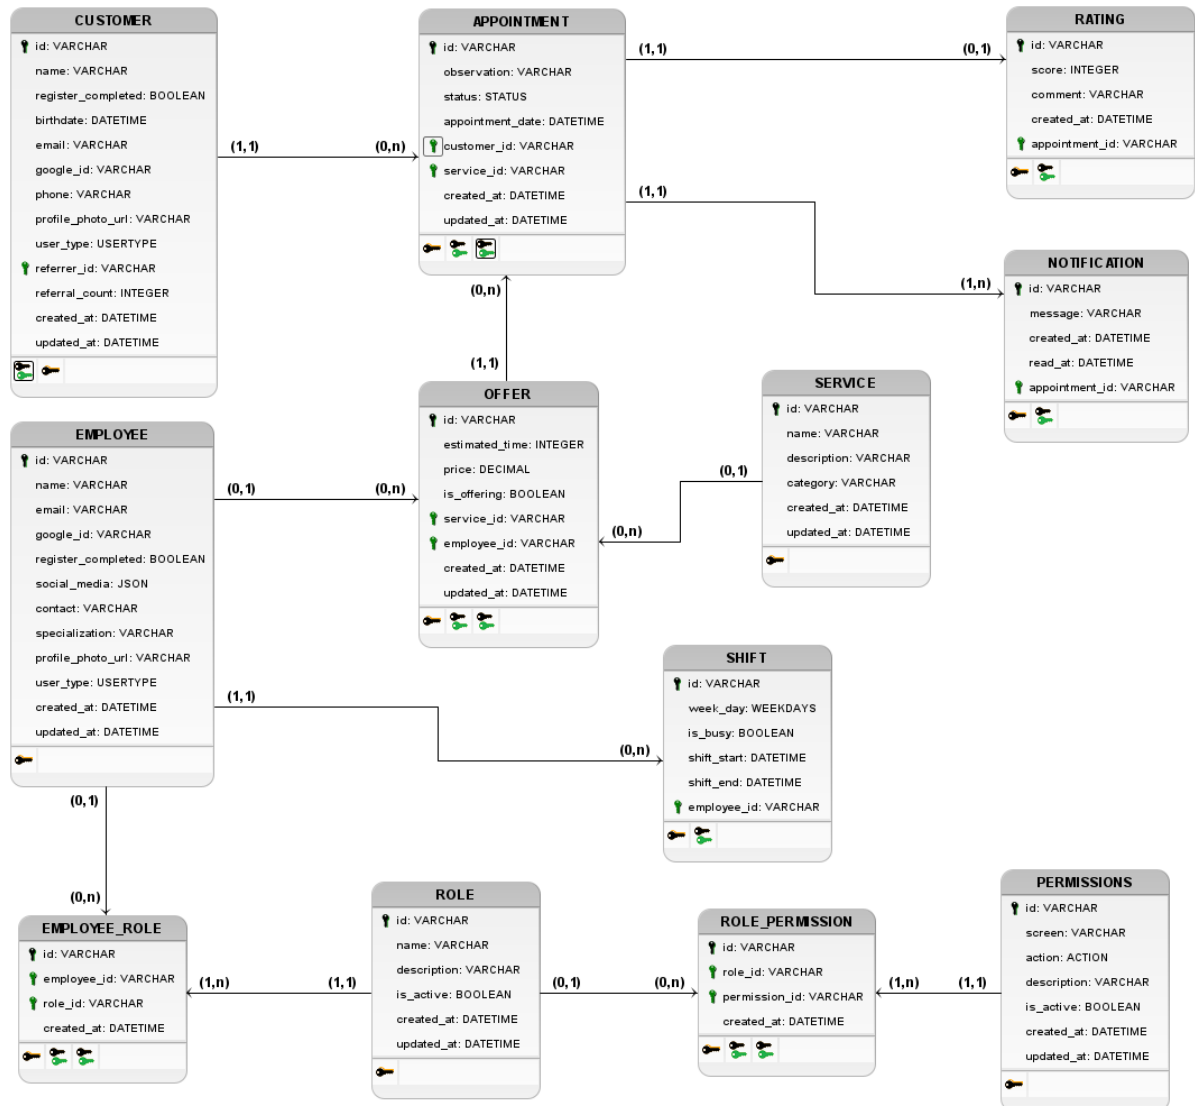 CUSTOMER
id: VARCHAR
name: VARCHAR
register_completed: BOOLEAN
birthdate: DATETIME
email: VARCHAR
google_id: VARCHAR
phone: VARCHAR
profile_photo_url: VARCHAR
user_type: USERTYPE
referrer_id: VARCHAR
referral_count: INTEGER
created_at: DATETIME
updated_at: DATETIME
(1,1)
(0,n)
APPOINTMENT
id: VARCHAR
observation: VARCHAR
status: STATUS
appointment_date: DATETIME
customer_id: VARCHAR
service_id: VARCHAR
created_at: DATETIME
updated_at: DATETIME
(1,1)
(0,1)
RATING
id: VARCHAR
score: INTEGER
comment: VARCHAR
created_at: DATETIME
appointment_id: VARCHAR
(1,1)
(1,n)
NOTIFICATION
id: VARCHAR
message: VARCHAR
created_at: DATETIME
read_at: DATETIME
appointment_id: VARCHAR
(0,n)
(1,1)
OFFER
id: VARCHAR
estimated_time: INTEGER
price: DECIMAL
is_offering: BOOLEAN
service_id: VARCHAR
employee_id: VARCHAR
created_at: DATETIME
updated_at: DATETIME
(0,1)
(0,n)
SERVICE
id: VARCHAR
name: VARCHAR
description: VARCHAR
category: VARCHAR
created_at: DATETIME
updated_at: DATETIME
EMPLOYEE
id: VARCHAR
name: VARCHAR
email: VARCHAR
google_id: VARCHAR
register_completed: BOOLEAN
social_media: JSON
contact: VARCHAR
specialization: VARCHAR
profile_photo_url: VARCHAR
user_type: USERTYPE
created_at: DATETIME
updated_at: DATETIME
(0,1)
(0,n)
(1,1)
(0,n)
SHIFT
id: VARCHAR
week_day: WEEKDAYS
is_busy: BOOLEAN
shift_start: DATETIME
shift_end: DATETIME
employee_id: VARCHAR
(0,1)
(0,n)
EMPLOYEE_ROLE
id: VARCHAR
employee_id: VARCHAR
role_id: VARCHAR
created_at: DATETIME
(1,n)
(1,1)
ROLE
id: VARCHAR
name: VARCHAR
description: VARCHAR
is_active: BOOLEAN
created_at: DATETIME
updated_at: DATETIME
(0,1)
(0,n)
ROLE_PERMISSION
id: VARCHAR
role_id: VARCHAR
permission_id: VARCHAR
created_at: DATETIME
(1,n)
(1,1)
PERMISSIONS
id: VARCHAR
screen: VARCHAR
action: ACTION
description: VARCHAR
is_active: BOOLEAN
created_at: DATETIME
updated_at: DATETIME